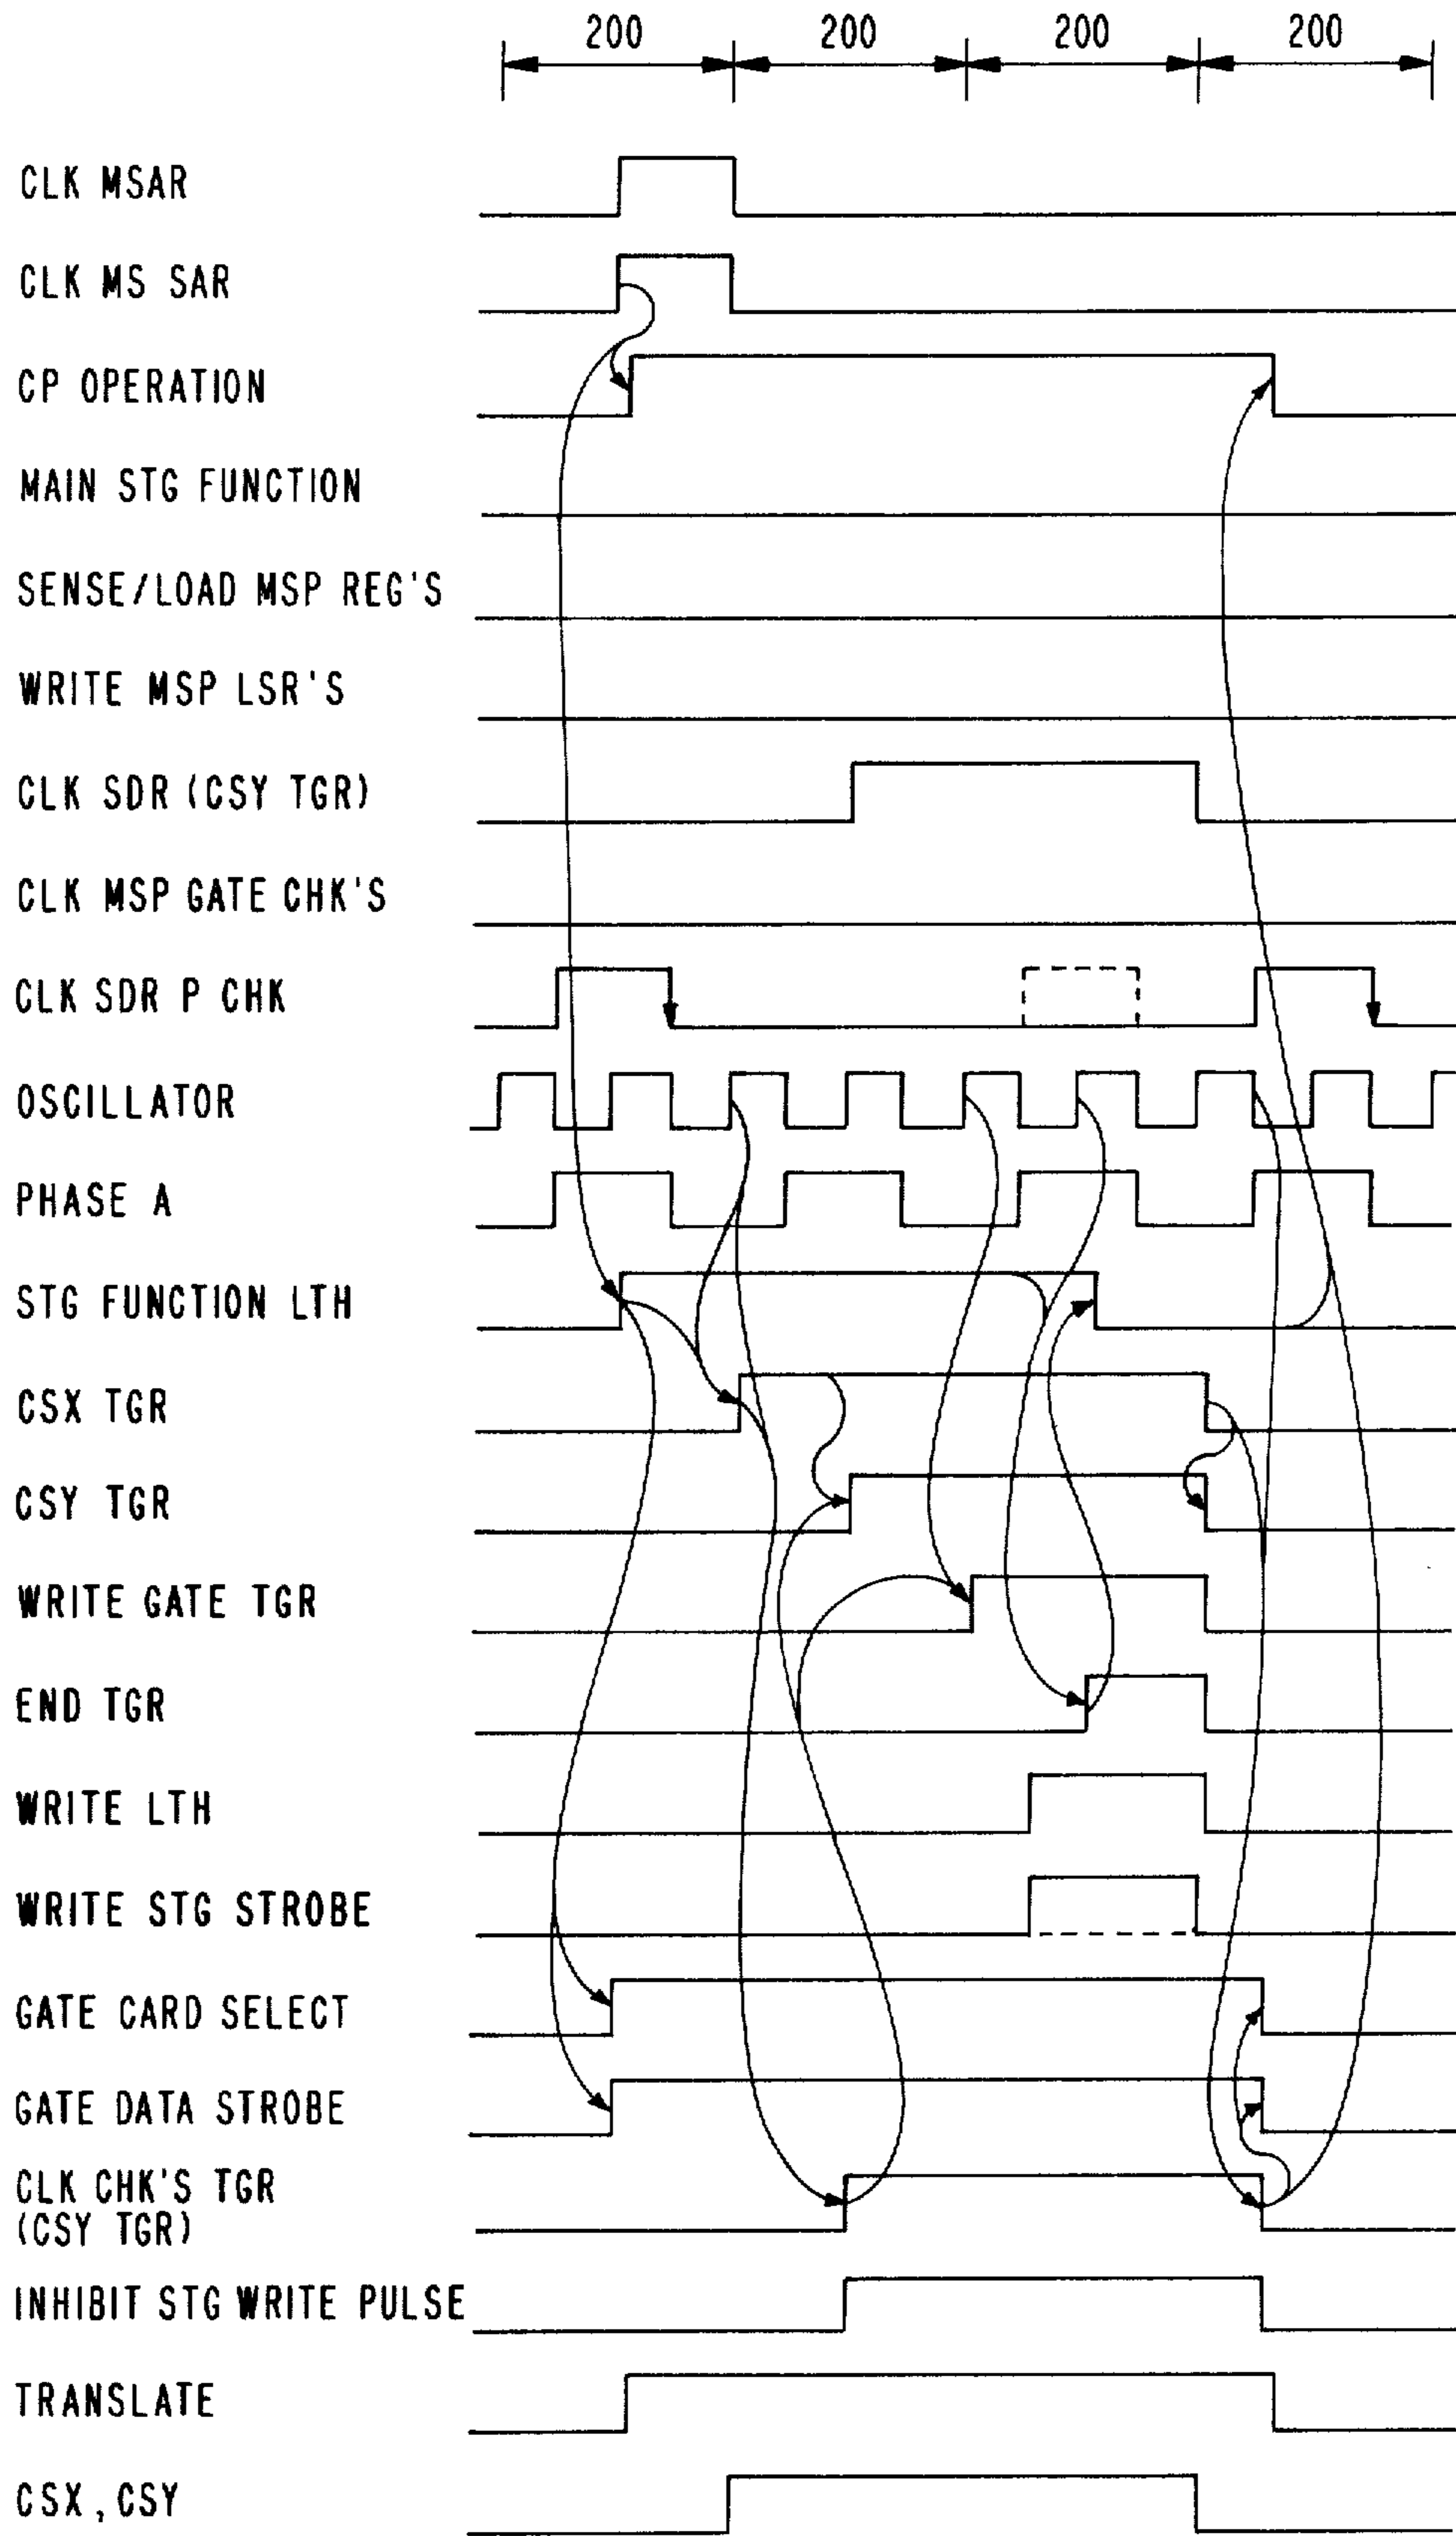 200 200 200 200
CLK MSAR
CLK MS SAR
CP OPERATION
MAIN STG FUNCTION
SENSE/LOAD MSP REG'S
WRITE MSP LSR'S
CLK SDR (CSY TGR)
CLK MSP GATE CHK'S
CLK SDR P CHK
OSCILLATOR
PHASE A
STG FUNCTION LTH
CSX TGR
CSY TGR
WRITE GATE TGR
END TGR
WRITE LTH
WRITE STG STROBE
GATE CARD SELECT
GATE DATA STROBE
CLK CHK'S TGR
(CSY TGR)
INHIBIT STG WRITE PULSE
TRANSLATE
CSX, CSY